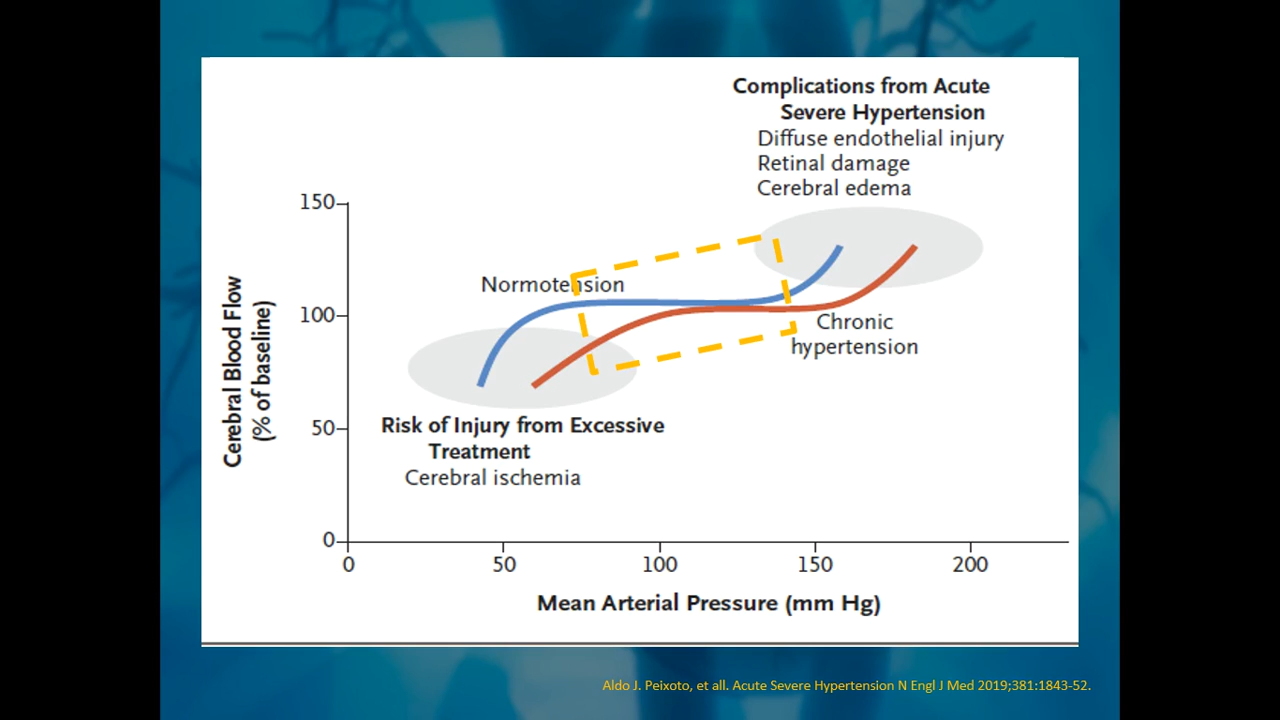 Complications from Acute
Severe Hypertension
Diffuse endothelial injury
Retinal damage
Cerebral edema
150
Normotension
100
Chronic
hypertension
Cerebral Blood Flow
(% of baseline)
50
Risk of Injury from Excessive
Treatment
Cerebral ischemia
0
0 50 100 150 200
Mean Arterial Pressure (mm Hg)
Aldo J. Peixoto, et all. Acute Severe Hypertension N Engl J Med 2019;381:1843-52.